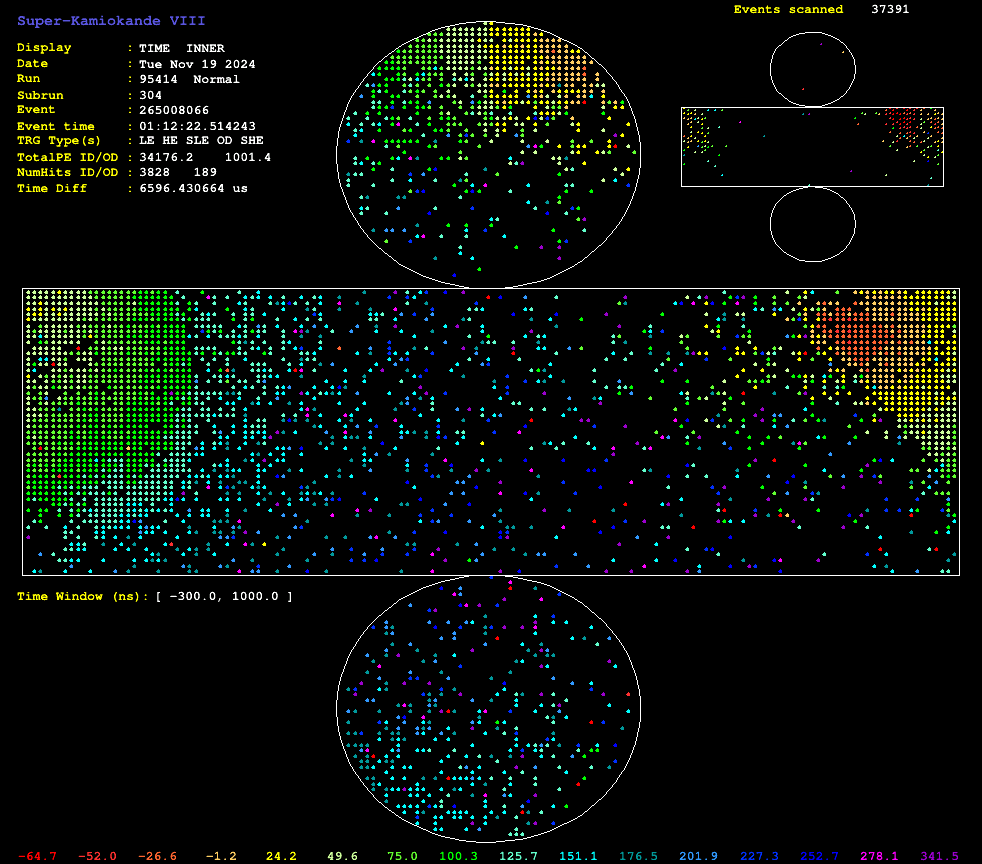 Super-Kamiokande VIII
Events scanned 37391
Display : TIME INNER
Date : Tue Nov 19 2024
Run : 95414 Normal
Subrun : 304
Event : 265008066
Event time : 01:12:22.514243
TRG Type(s) : LE HE SLE OD SHE
TotalPE ID/OD : 34176.2 1001.4
NumHits ID/OD : 3828 189
Time Diff : 6596.430664 us
Time Window (ns): [ -300.0, 1000.0 ]
-64.7 -52.0 -26.6 -1.2 24.2 49.6 75.0 100.3 125.7 151.1 176.5 201.9 227.3 252.7 278.1 341.5